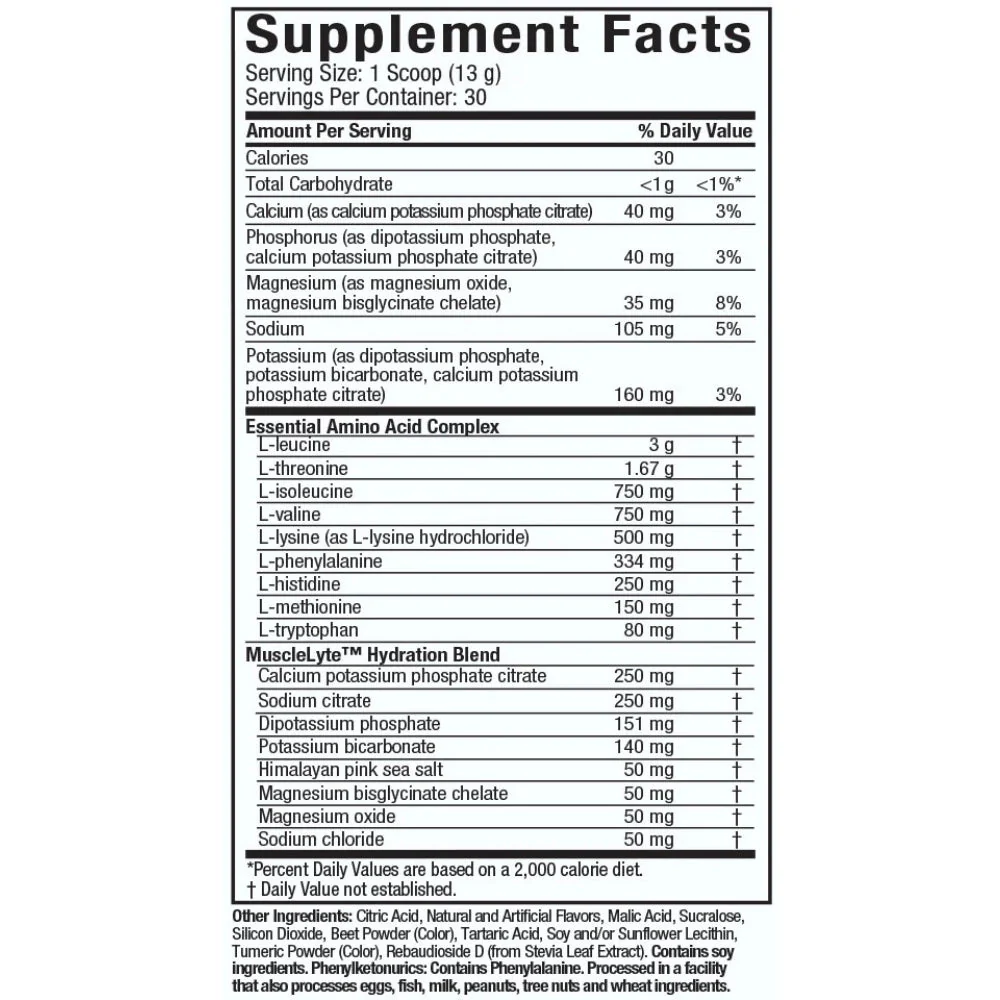 Supplement Facts
Serving Size: 1 Scoop (13 g)
Servings Per Container: 30
Amount Per Serving % Daily Value
Calories 30
Total Carbohydrate <1 g <1%*
Calcium (as calcium potassium phosphate citrate) 40 mg 3%
Phosphorus (as dipotassium phosphate,
calcium potassium phosphate citrate) 40 mg 3%
Magnesium (as magnesium oxide,
magnesium bisglycinate chelate) 35 mg 8%
Sodium 105 mg 5%
Potassium (as dipotassium phosphate,
potassium bicarbonate, calcium potassium
phosphate citrate) 160 mg 3%
Essential Amino Acid Complex
L-leucine 3 g †
L-threonine 1.67 g †
L-isoleucine 750 mg †
L-valine 750 mg †
L-lysine (as L-lysine hydrochloride) 500 mg †
L-phenylalanine 334 mg †
L-histidine 250 mg †
L-methionine 150 mg †
L-tryptophan 80 mg †
MuscleLyte™ Hydration Blend
Calcium potassium phosphate citrate 250 mg †
Sodium citrate 250 mg †
Dipotassium phosphate 151 mg †
Potassium bicarbonate 140 mg †
Himalayan pink sea salt 50 mg †
Magnesium bisglycinate chelate 50 mg †
Magnesium oxide 50 mg †
Sodium chloride 50 mg †
*Percent Daily Values are based on a 2,000 calorie diet.
† Daily Value not established.
Other Ingredients: Citric Acid, Natural and Artificial Flavors, Malic Acid, Sucralose,
Silicon Dioxide, Beet Powder (Color), Tartaric Acid, Soy and/or Sunflower Lecithin,
Tumeric Powder (Color), Rebaudioside D (from Stevia Leaf Extract). Contains soy
ingredients. Phenylketonurics: Contains Phenylalanine. Processed in a facility
that also processes eggs, fish, milk, peanuts, tree nuts and wheat ingredients.